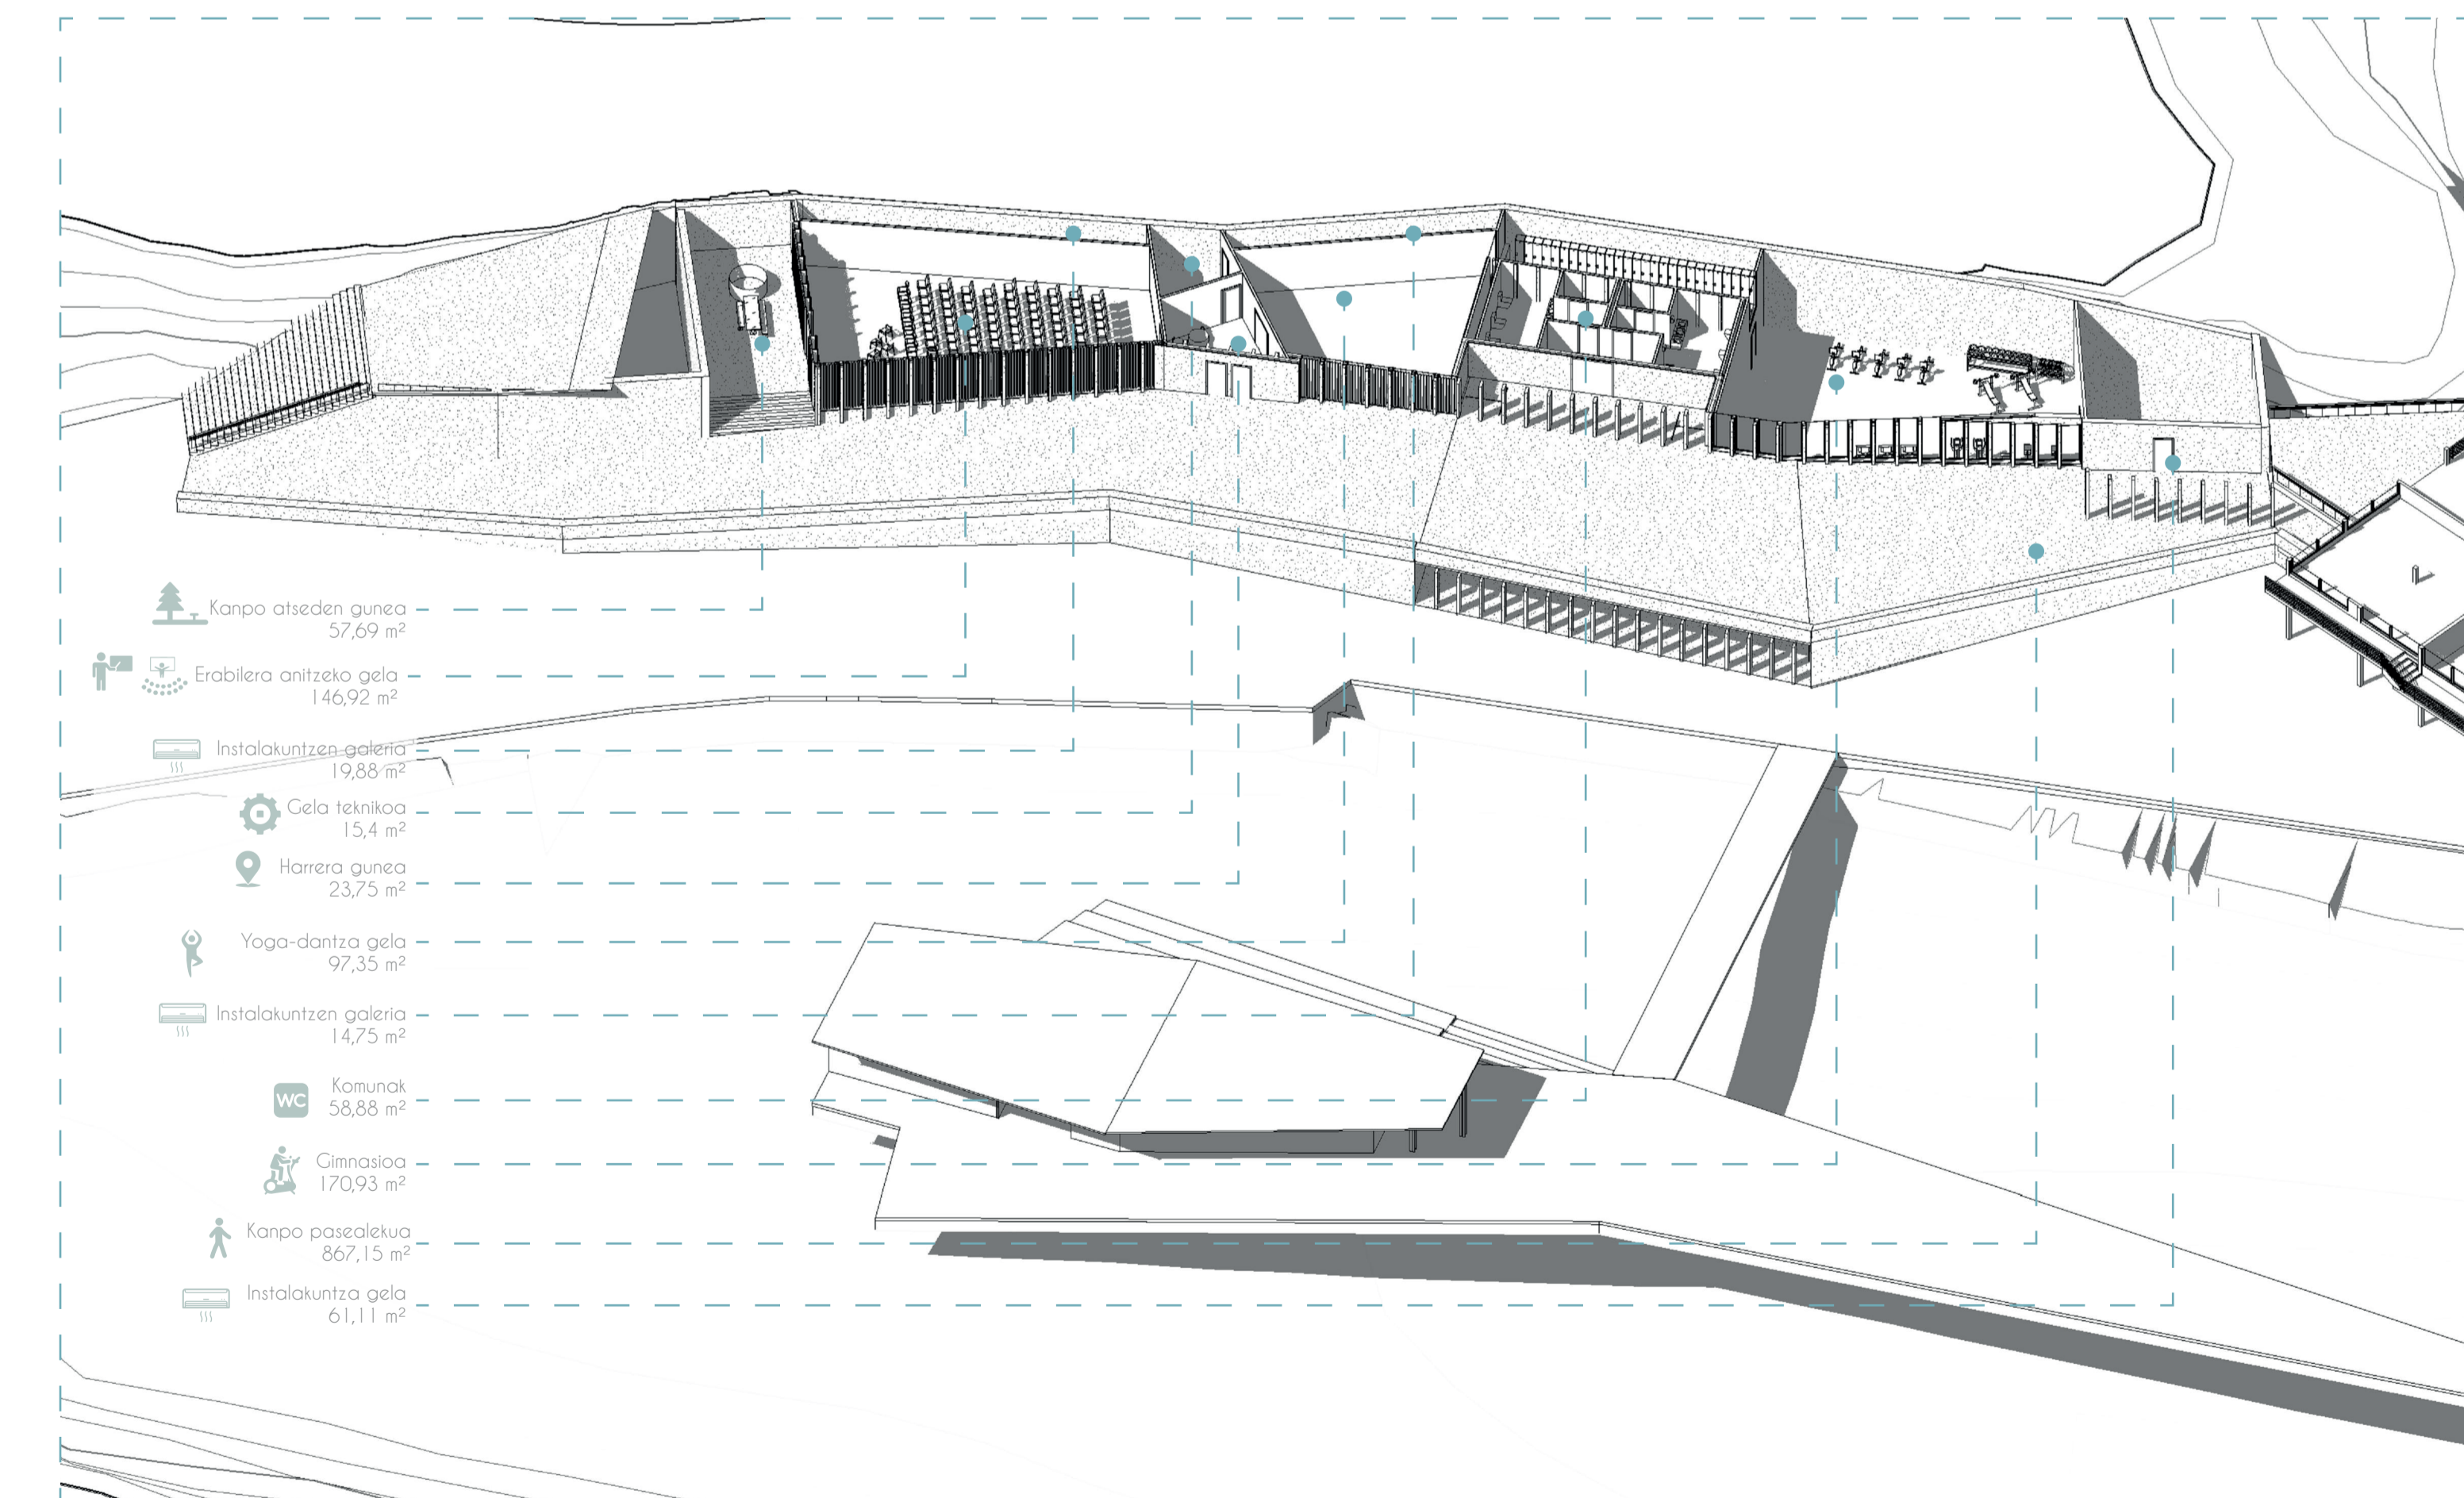 Kanpo atseden gunea
57,69 m²
Erabilera anitzeko gela
146,92 m²
Instalakuntzen galeria
19,88 m²
Gela teknikoa
15,4 m²
Harrera gunea
23,75 m²
Yoga-dantza gela
97,35 m²
Instalakuntzen galeria
14,75 m²
WC
Komunak
58,88 m²
Gimnasioa
170,93 m²
Kanpo pasealekua
867,15 m²
Instalakuntza gela
61,11 m²